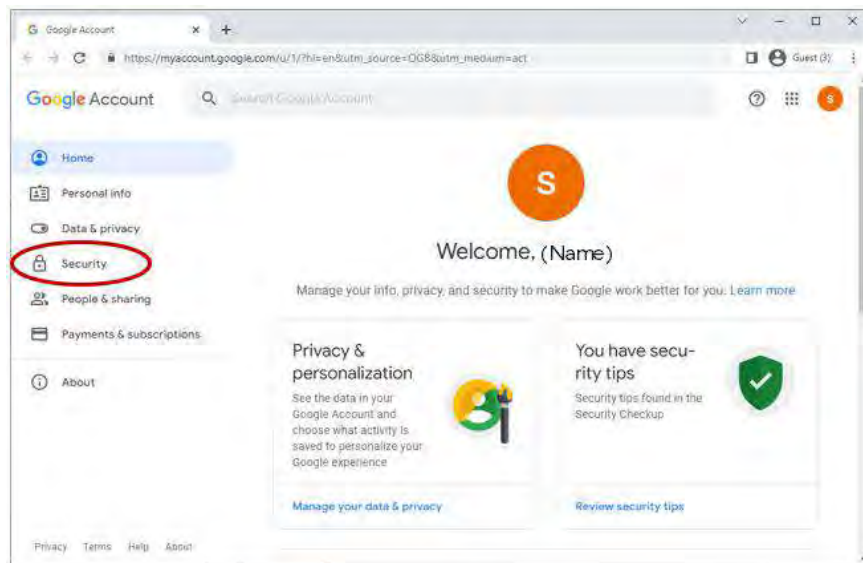 Google Account
https://myaccount.google.com/u/1/?hl=en&utm_source=OGB&utm_medium=act
Guest (3)
Google Account
Search Google Account
S
Home
Personal info
Data & privacy
Security
People & sharing
Payments & subscriptions
About
S
Welcome, (Name)
Manage your info, privacy, and security to make Google work better for you. Learn more
Privacy &
personalization
See the data in your
Google Account and
choose what activity is
saved to personalize your
Google experience
Manage your data & privacy
You have secu-
rity tips
Security tips found in the
Security Checkup
Review security tips
Privacy Terms Help About